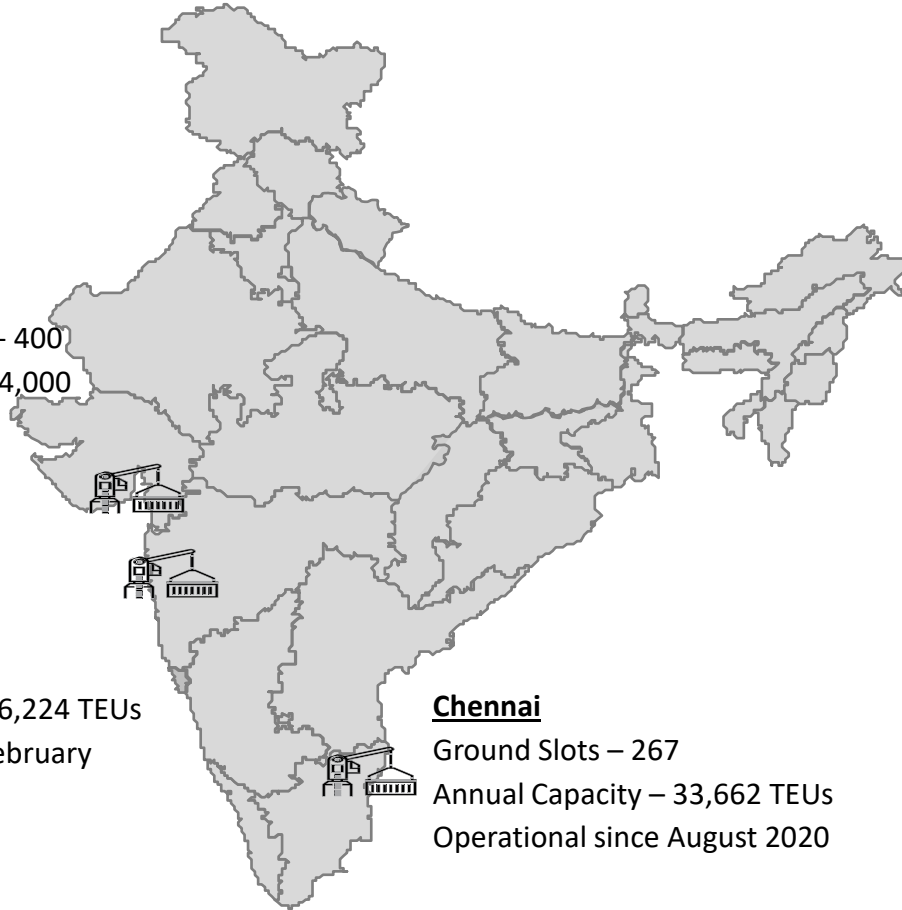 - 400
4,000
6,224 TEUs
Chennai
Ground Slots – 267
Annual Capacity – 33,662 TEUs
Operational since August 2020